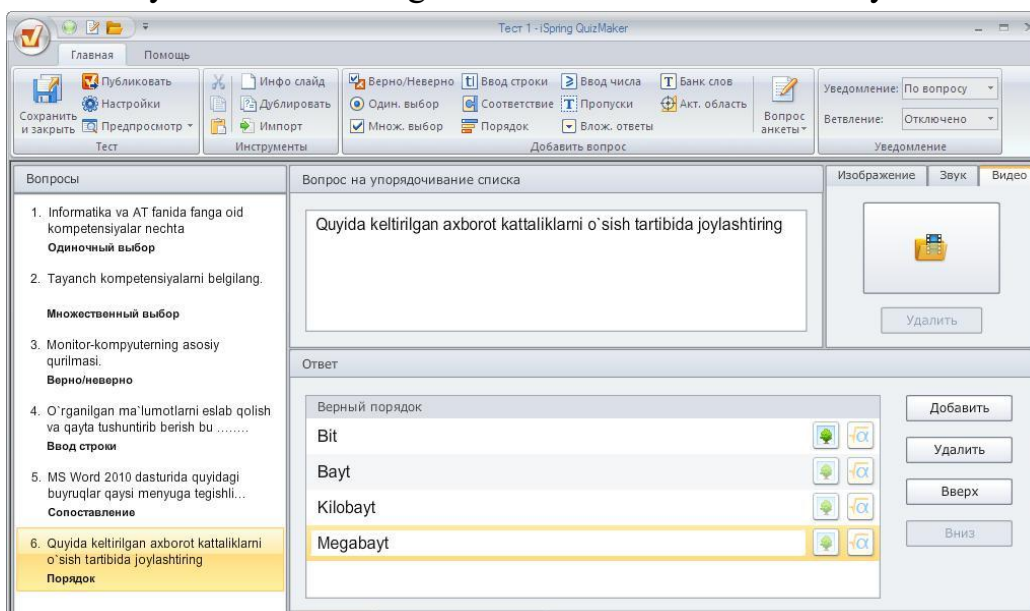 Тест 1 - iSpring QuizMaker
Главная Помощь
Сохранить и закрыть
Публиковать
Настройки
Предпросмотр
Тест
Инфо слайд
Дублировать
Импорт
Инструменты
Верно/Неверно
Один. выбор
Множ. выбор
Ввод строки
Соответствие
Порядок
Ввод числа
Пропуски
Влож. ответы
Банк слов
Акт. область
Вопрос анкеты
Добавить вопрос
Уведомление: По вопросу
Ветвление: Отключено
Уведомление
Вопросы
1. Informatika va AT fanida fanga oid
kompetensiyalar nechta
Одиночный выбор
2. Tayanch kompetensiyalarni belgilang.
Множественный выбор
3. Monitor-kompyuterning asosiy
qurilmasi.
Верно/неверно
4. O`rganilgan ma`lumotlarni eslab qolish
va qayta tushuntirib berish bu ........
Ввод строки
5. MS Word 2010 dasturida quyidagi
buyruqlar qaysi menyuga tegishli...
Сопоставление
6. Quyida keltirilgan axborot kattaliklarni
o`sish tartibida joylashtiring
Порядок
Вопрос на упорядочивание списка
Quyida keltirilgan axborot kattaliklarni o`sish tartibida joylashtiring
Изображение Звук Видео
Удалить
Ответ
Верный порядок
Bit
Bayt
Kilobayt
Megabayt
Добавить
Удалить
Вверх
Вниз